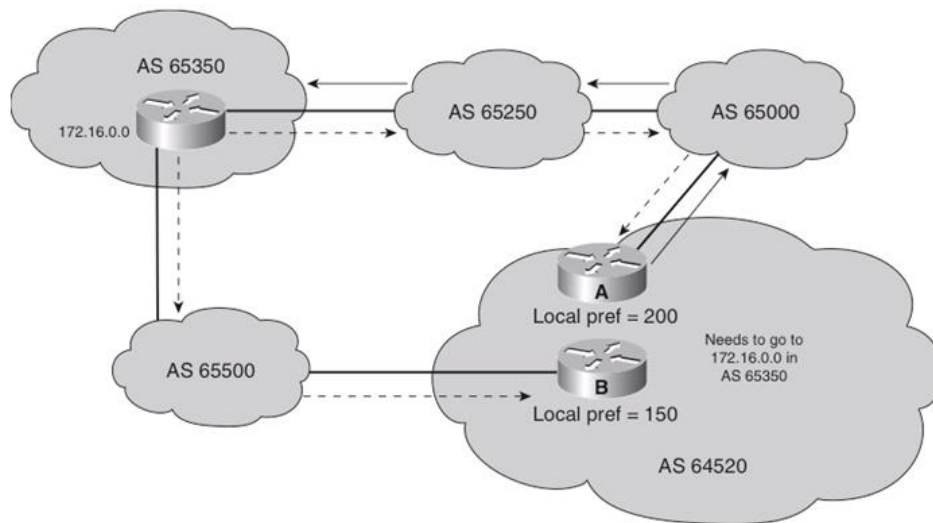 AS 65350
172.16.0.0
AS 65250
AS 65000
A
Local pref = 200
Needs to go to
172.16.0.0 in
AS 65350
AS 65500
B
Local pref = 150
AS 64520